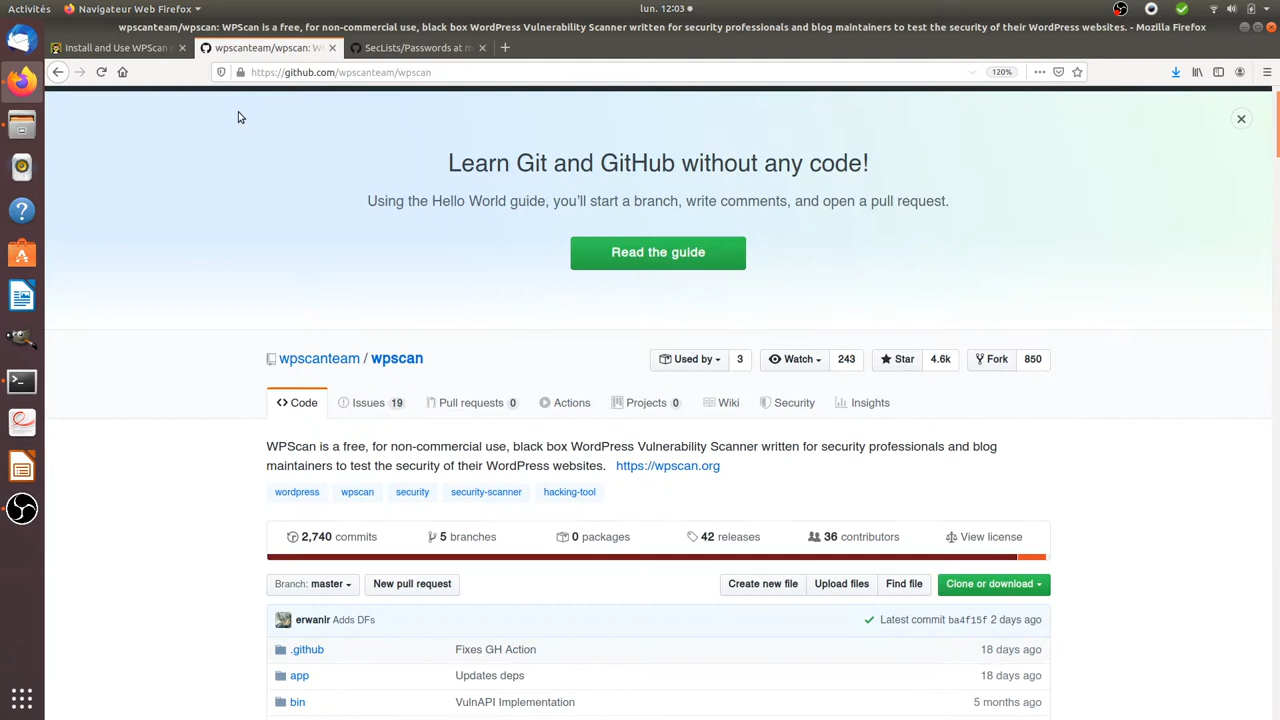 Activités
Navigateur Web Firefox
lun. 12:03
wpscanteam/wpscan: WPScan is a free, for non-commercial use, black box WordPress Vulnerability Scanner written for security professionals and blog maintainers to test the security of their WordPress websites. - Mozilla Firefox
Install and Use WPScan
wpscanteam/wpscan: W
SecLists/Passwords at m
https://github.com/wpscanteam/wpscan
120%
Learn Git and GitHub without any code!
Using the Hello World guide, you’ll start a branch, write comments, and open a pull request.
Read the guide
wpscanteam / wpscan
Used by 3
Watch 243
Star 4.6k
Fork 850
Code
Issues 19
Pull requests 0
Actions
Projects 0
Wiki
Security
Insights
WPScan is a free, for non-commercial use, black box WordPress Vulnerability Scanner written for security professionals and blog
maintainers to test the security of their WordPress websites. https://wpscan.org
wordpress
wpscan
security
security-scanner
hacking-tool
2,740 commits
5 branches
0 packages
42 releases
36 contributors
View license
Branch: master
New pull request
Create new file
Upload files
Find file
Clone or download
erwanlr Adds DFs
Latest commit ba4f15f 2 days ago
.github
Fixes GH Action
18 days ago
app
Updates deps
18 days ago
bin
VulnAPI Implementation
5 months ago